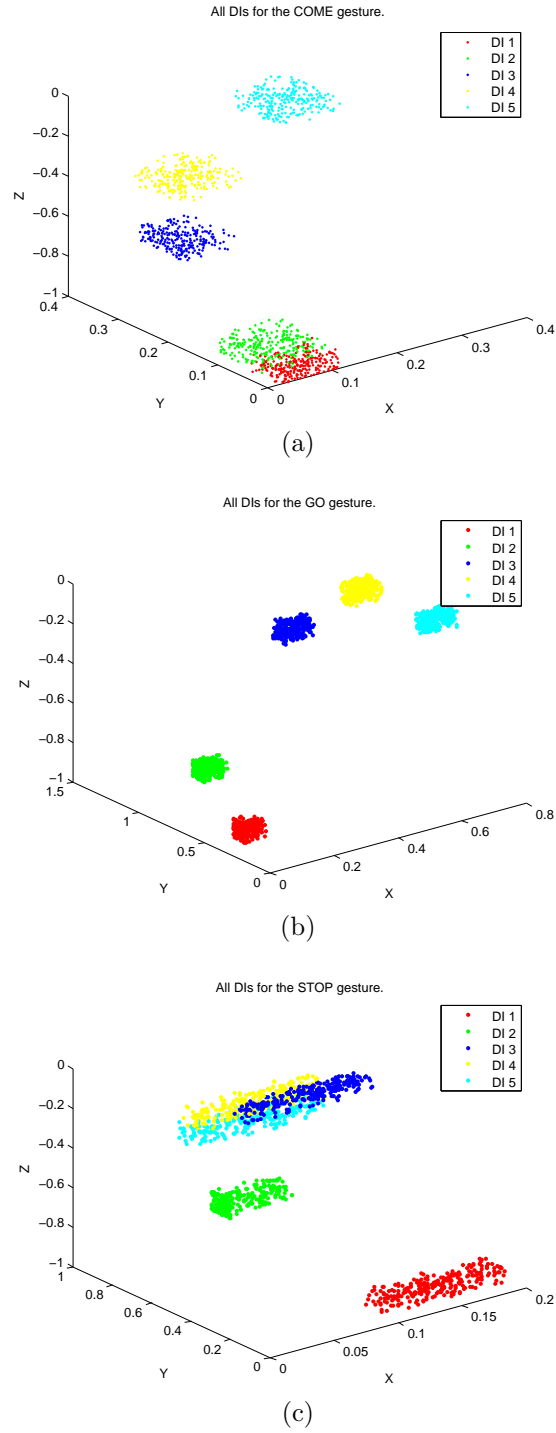 All DIs for the COME gesture.
DI 1
DI 2
DI 3
DI 4
DI 5
0
−0.2
−0.4
−0.6
−0.8
−1
Z
0.4
0.3
0.2
0.1
0
Y
0
0.1
0.2
0.3
0.4
X
(a)
All DIs for the GO gesture.
DI 1
DI 2
DI 3
DI 4
DI 5
0
−0.2
−0.4
−0.6
−0.8
−1
Z
1.5
1
0.5
0
Y
0
0.2
0.4
0.6
0.8
X
(b)
All DIs for the STOP gesture.
DI 1
DI 2
DI 3
DI 4
DI 5
0
−0.2
−0.4
−0.6
−0.8
−1
Z
1
0.8
0.6
0.4
0.2
0
Y
0
0.05
0.1
0.15
0.2
X
(c)